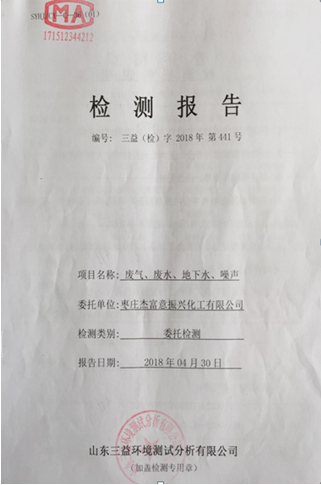 MA
171512344212
检测报告
编号: 三益（检）字 2018 年 第 441 号
项目名称: 废气、废水、地下水、噪声
委托单位: 枣庄杰富意振兴化工有限公司
检测类别: 委托检测
报告日期: 2018 年 04 月 30 日
山东三益环境测试分析有限公司
（加盖检测专用章）